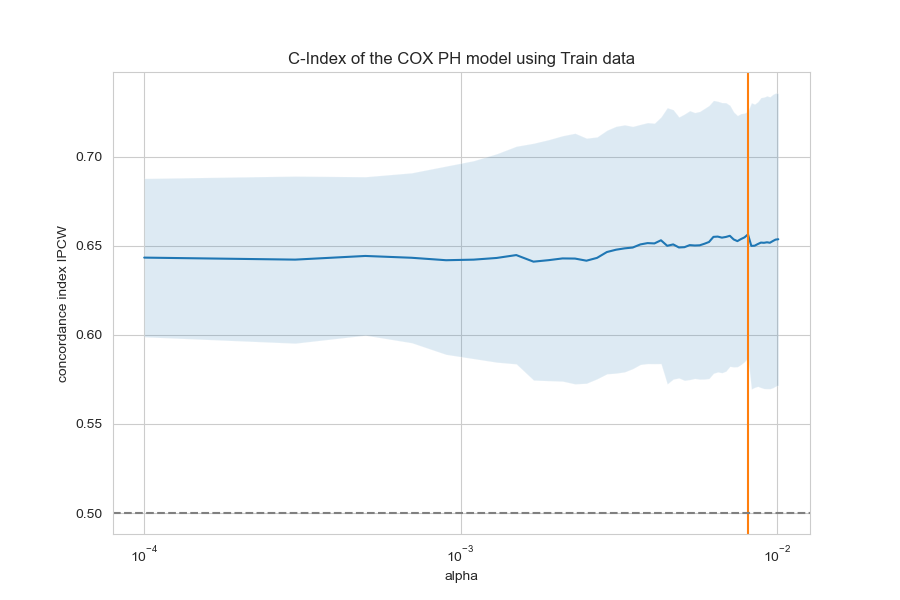 C-Index of the COX PH model using Train data
concordance index IPCW
0.70
0.65
0.60
0.55
0.50
10⁻⁴
10⁻³
10⁻²
alpha